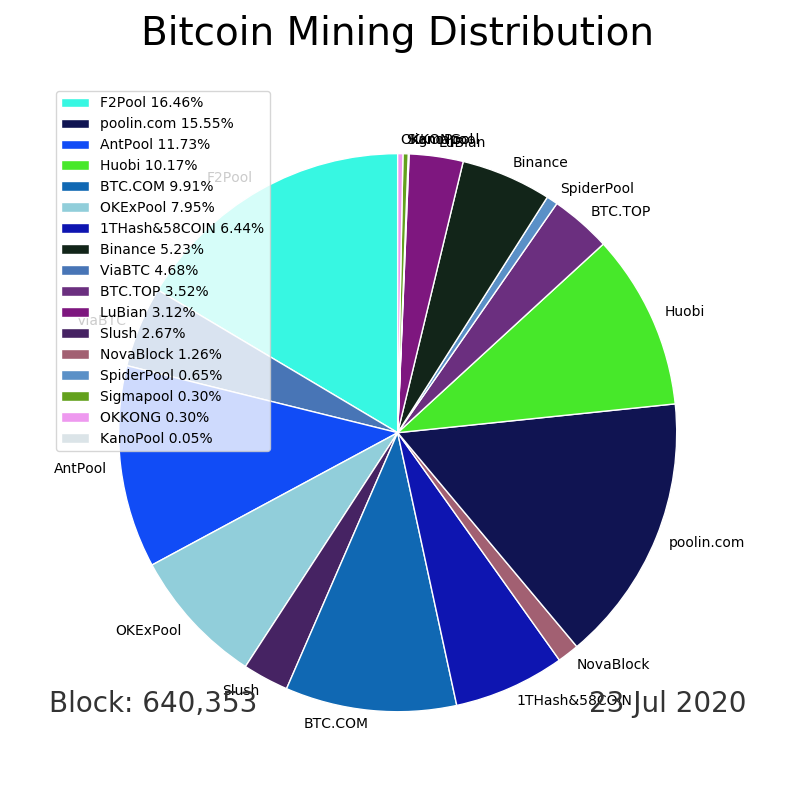 Bitcoin Mining Distribution
F2Pool 16.46%
poolin.com 15.55%
AntPool 11.73%
Huobi 10.17%
BTC.COM 9.91%
OKExPool 7.95%
1THash&58COIN 6.44%
Binance 5.23%
ViaBTC 4.68%
BTC.TOP 3.52%
LuBian 3.12%
Slush 2.67%
NovaBlock 1.26%
SpiderPool 0.65%
Sigmapool 0.30%
OKKONG 0.30%
KanoPool 0.05%
OKKONG
Sigmapool
KanoPool
LuBian
Binance
SpiderPool
BTC.TOP
F2Pool
Huobi
ViaBTC
AntPool
poolin.com
OKExPool
NovaBlock
Slush
1THash&58COIN
BTC.COM
Block: 640,353
23 Jul 2020